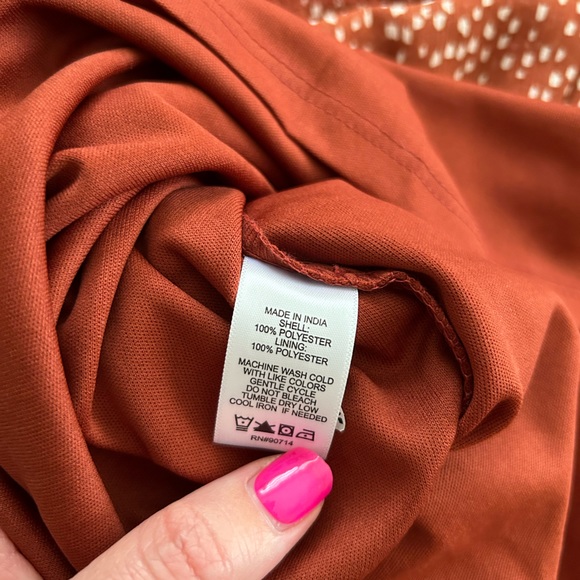 MADE IN INDIA
SHELL:
100% POLYESTER
LINING:
100% POLYESTER
MACHINE WASH COLD
WITH LIKE COLORS
GENTLE CYCLE
DO NOT BLEACH
TUMBLE DRY LOW
COOL IRON IF NEEDED
RN#90714